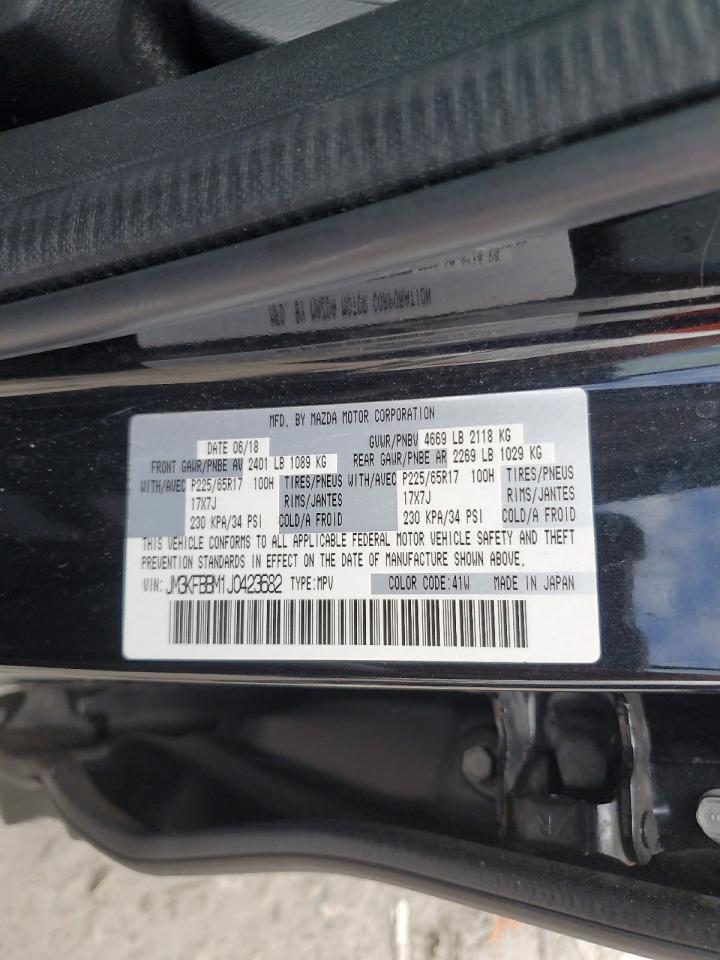 MFD. BY MAZDA MOTOR CORPORATION
DATE 06/18 GVWR/PNBV 4669 LB 2118 KG
FRONT GAWR/PNBE AV 2401 LB 1089 KG REAR GAWR/PNBE AR 2269 LB 1029 KG
WITH/AVEC P225/65R17 100H TIRES/PNEUS WITH/AVEC P225/65R17 100H TIRES/PNEUS
17X7J RIMS/JANTES 17X7J RIMS/JANTES
230 KPA/34 PSI COLD/A FROID 230 KPA/34 PSI COLD/A FROID
THIS VEHICLE CONFORMS TO ALL APPLICABLE FEDERAL MOTOR VEHICLE SAFETY AND THEFT
PREVENTION STANDARDS IN EFFECT ON THE DATE OF MANUFACTURE SHOWN ABOVE.
VIN: JM3KFBBM1J0423682 TYPE:MPV COLOR CODE:41W MADE IN JAPAN